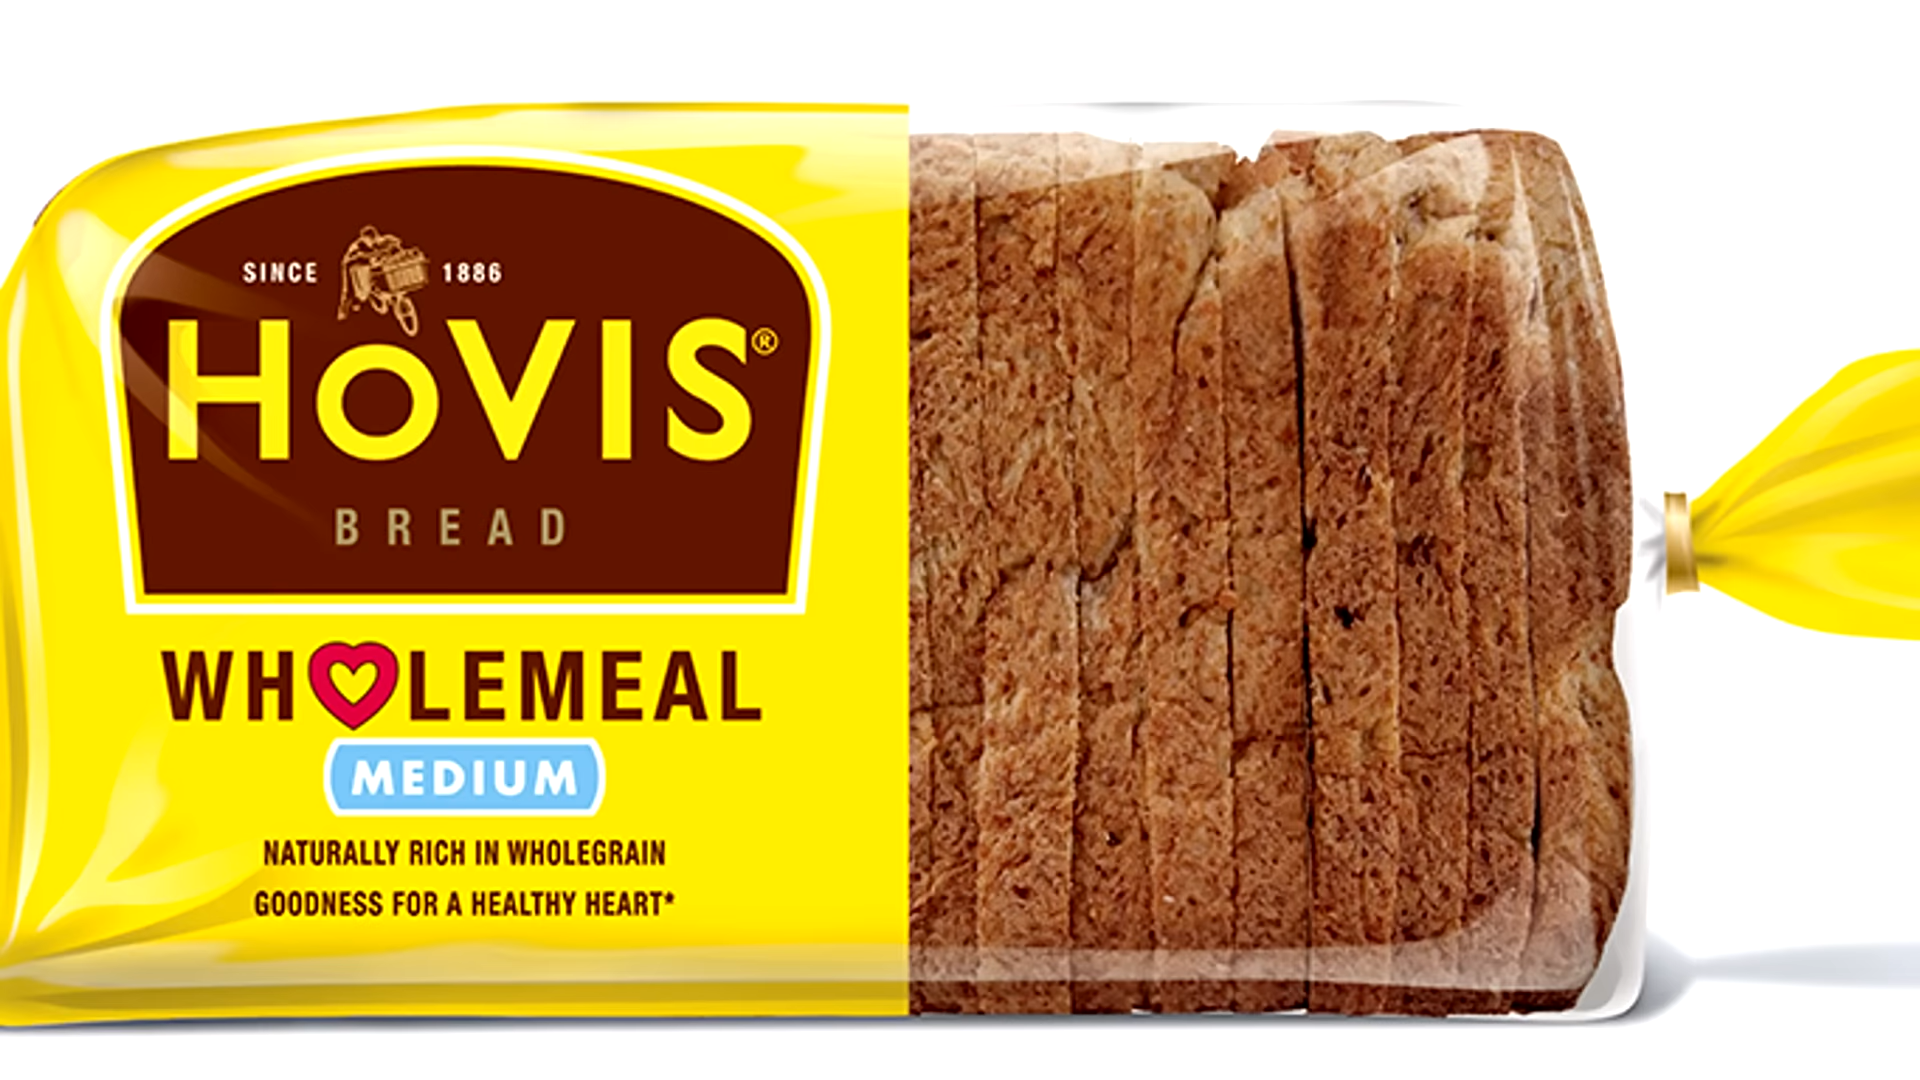 SINCE 1886
HOVIS®
BREAD
WHOLEMEAL
MEDIUM
NATURALLY RICH IN WHOLEGRAIN
GOODNESS FOR A HEALTHY HEART*